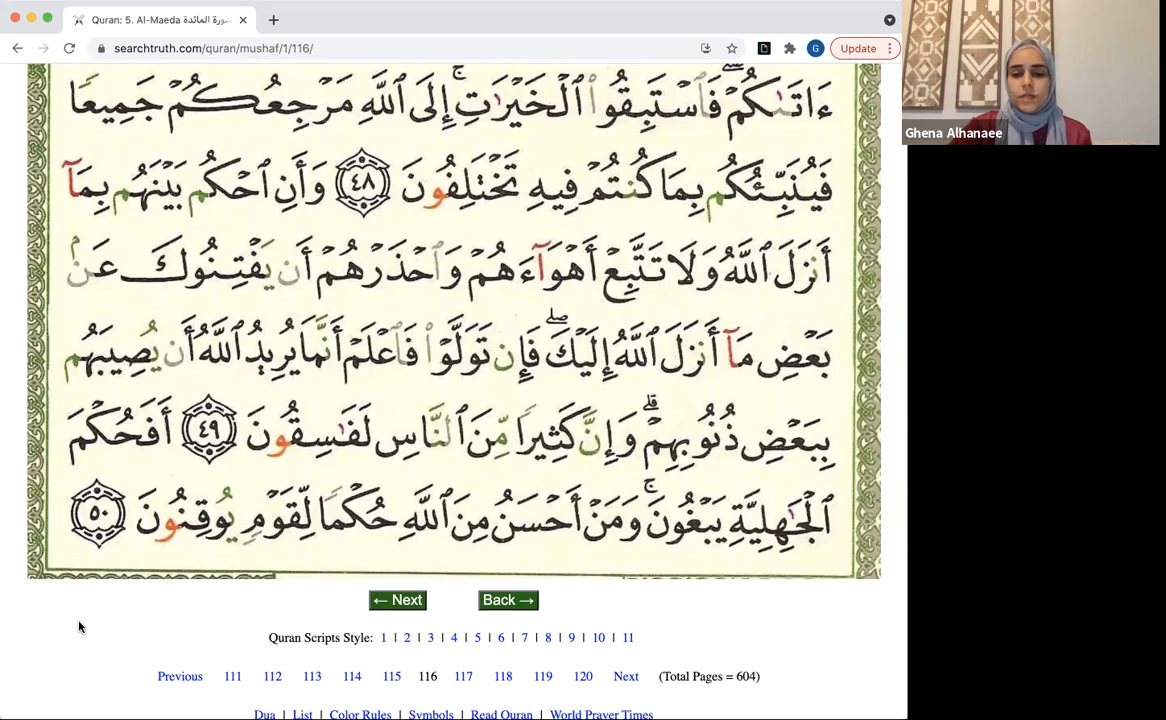 Quran: 5. Al-Maeda سورة المائدة
searchtruth.com/quran/mushaf/1/116/
G
Update
Ghena Alhanaee
ءَاتَىٰكُمْ ۖ فَٱسْتَبِقُوا۟ ٱلْخَيْرَٰتِ ۚ إِلَى ٱللَّهِ مَرْجِعُكُمْ جَمِيعًا
فَيُنَبِّئُكُم بِمَا كُنتُمْ فِيهِ تَخْتَلِفُونَ ٤٨ وَأَنِ ٱحْكُم بَيْنَهُم بِمَآ
أَنزَلَ ٱللَّهُ وَلَا تَتَّبِعْ أَهْوَآءَهُمْ وَٱحْذَرْهُمْ أَن يَفْتِنُوكَ عَنۢ
بَعْضِ مَآ أَنزَلَ ٱللَّهُ إِلَيْكَ ۖ فَإِن تَوَلَّوْا۟ فَٱعْلَمْ أَنَّمَا يُرِيدُ ٱللَّهُ أَن يُصِيبَهُم
بِبَعْضِ ذُنُوبِهِمْ ۗ وَإِنَّ كَثِيرًا مِّنَ ٱلنَّاسِ لَفَٰسِقُونَ ٤٩ أَفَحُكْمَ
ٱلْجَٰهِلِيَّةِ يَبْغُونَ ۚ وَمَنْ أَحْسَنُ مِنَ ٱللَّهِ حُكْمًا لِّقَوْمٍ يُوقِنُونَ ٥٠
← Next Back →
Quran Scripts Style: 1 | 2 | 3 | 4 | 5 | 6 | 7 | 8 | 9 | 10 | 11
Previous 111 112 113 114 115 116 117 118 119 120 Next (Total Pages = 604)
Dua | List | Color Rules | Symbols | Read Quran | World Prayer Times